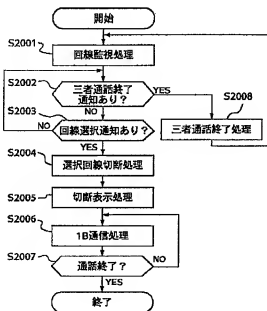 開始
S2001
回線監視処理
S2002
三者通話終了
通知あり？
YES
NO
S2003
回線選択通知あり？
NO
YES
S2008
三者通話終了処理
S2004
選択回線切断処理
S2005
切断表示処理
S2006
1B通信処理
S2007
通話終了？
NO
YES
終了